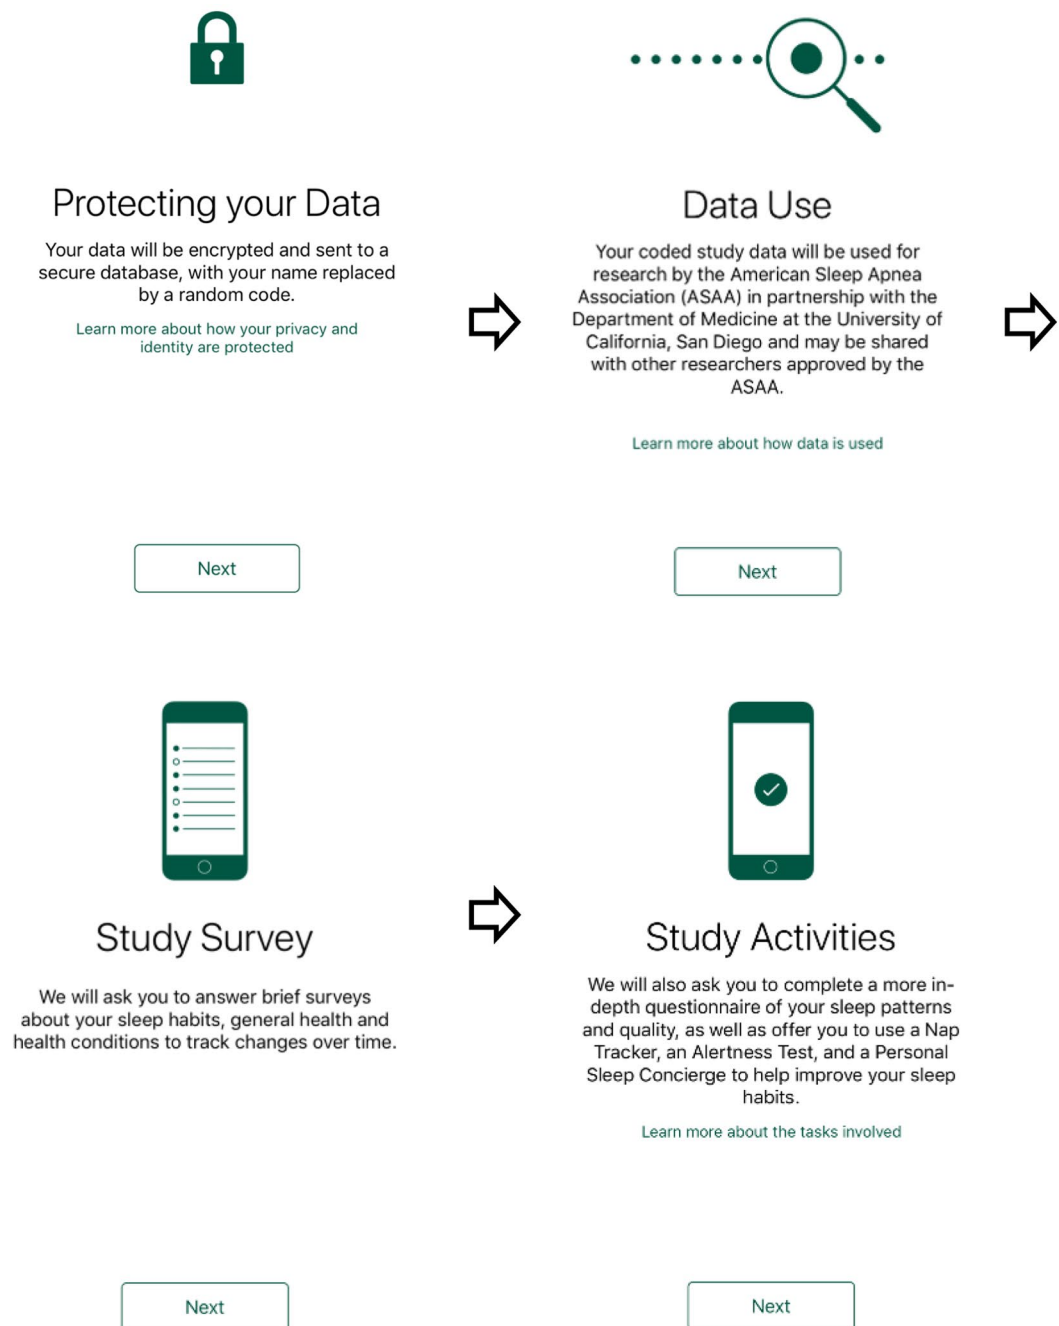 Protecting your Data
Your data will be encrypted and sent to a
secure database, with your name replaced
by a random code.
Learn more about how your privacy and
identity are protected
Next
Data Use
Your coded study data will be used for
research by the American Sleep Apnea
Association (ASAA) in partnership with the
Department of Medicine at the University of
California, San Diego and may be shared
with other researchers approved by the
ASAA.
Learn more about how data is used
Next
Study Survey
We will ask you to answer brief surveys
about your sleep habits, general health and
health conditions to track changes over time.
Next
Study Activities
We will also ask you to complete a more in-
depth questionnaire of your sleep patterns
and quality, as well as offer you to use a Nap
Tracker, an Alertness Test, and a Personal
Sleep Concierge to help improve your sleep
habits.
Learn more about the tasks involved
Next